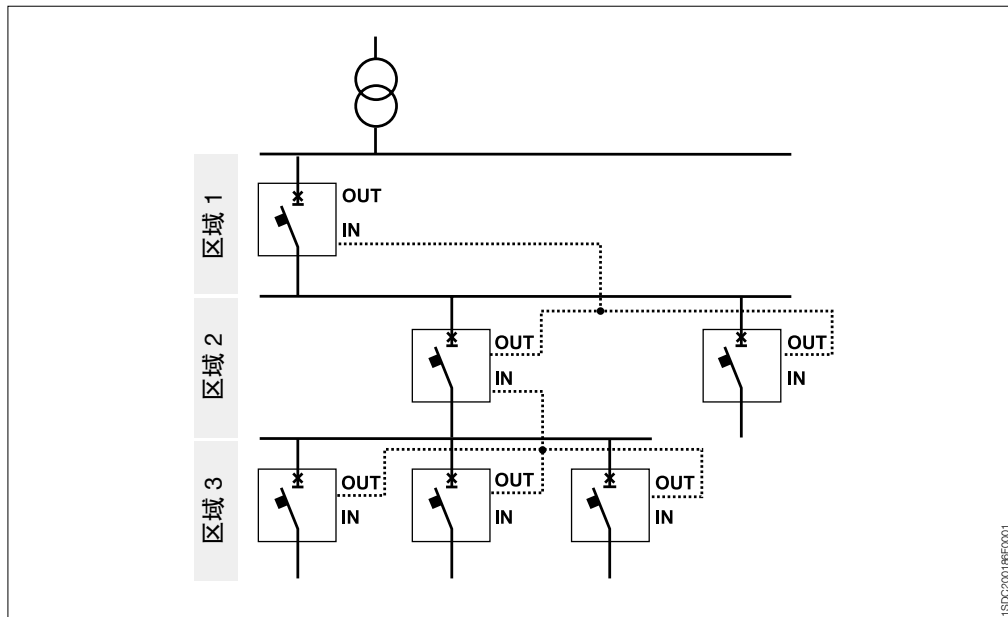 区域 1
OUT
IN
区域 2
OUT
IN
OUT
IN
区域 3
OUT
IN
OUT
IN
OUT
IN
1SDC200186F0001